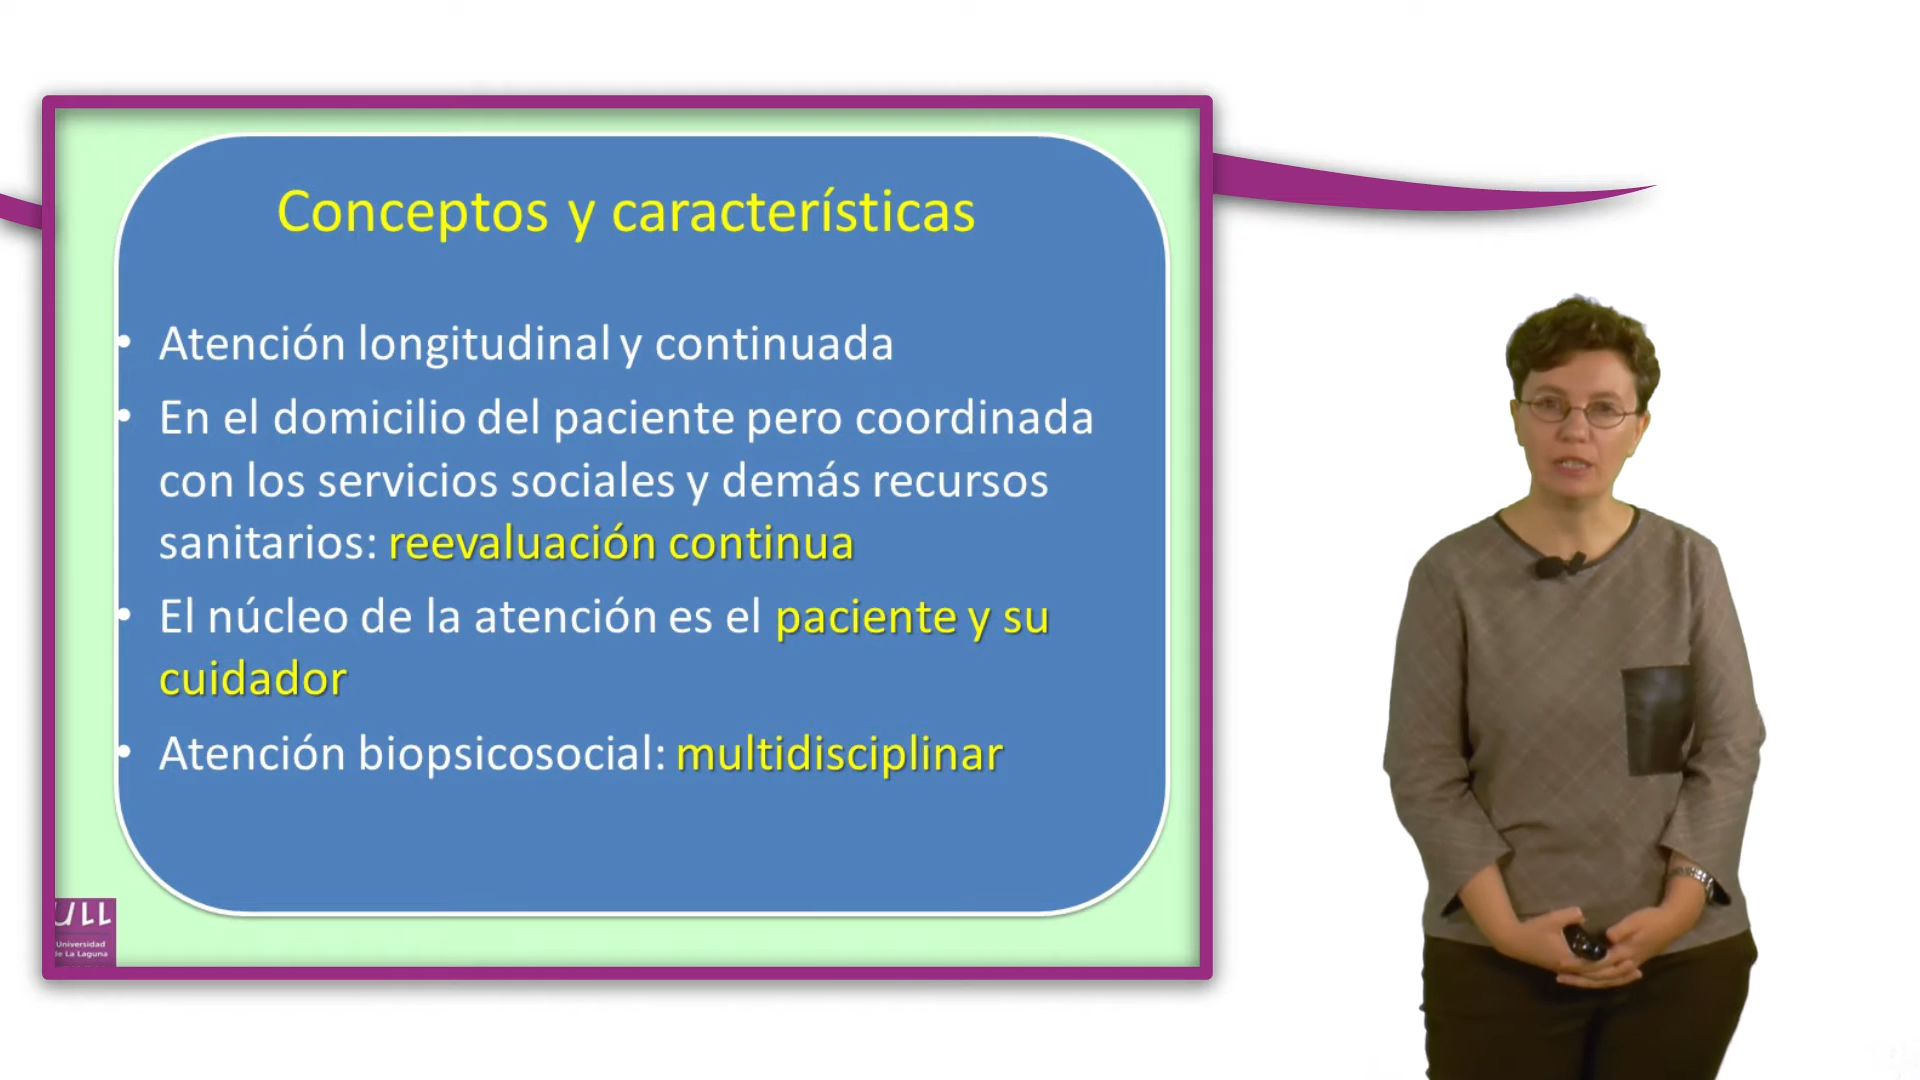 Conceptos y características
• Atención longitudinal y continuada
• En el domicilio del paciente pero coordinada
con los servicios sociales y demás recursos
sanitarios: reevaluación continua
• El núcleo de la atención es el paciente y su
cuidador
• Atención biopsicosocial: multidisciplinar
ULL
Universidad
de La Laguna